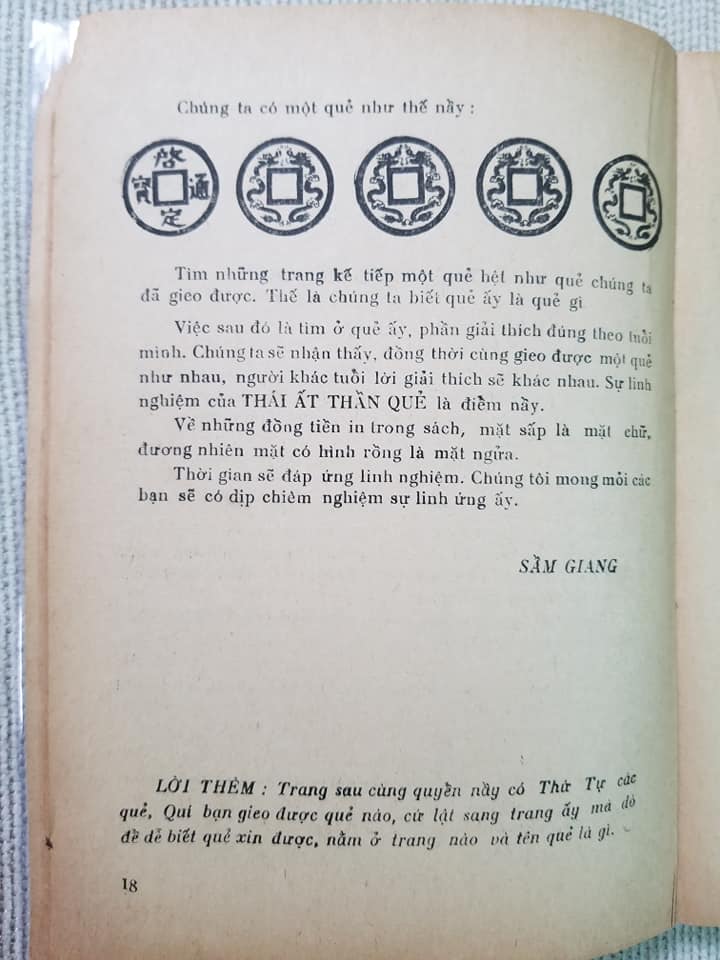 Chúng ta có một quẻ như thế nầy :
啓定通寶
Tìm những trang kế tiếp một quẻ hệt như quẻ chúng ta
đã gieo được. Thế là chúng ta biết quẻ ấy là quẻ gì
Việc sau đó là tìm ở quẻ ấy, phần giải thích đúng theo tuổi
mình. Chúng ta sẽ nhận thấy, đồng thời cùng gieo được một quẻ
như nhau, người khác tuổi lời giải thích sẽ khác nhau. Sự linh
nghiệm của THÁI ẤT THẦN QUẺ là điểm nầy.
Về những đồng tiền in trong sách, mặt sấp là mặt chữ,
đương nhiên mặt có hình rồng là mặt ngửa.
Thời gian sẽ đáp ứng linh nghiệm. Chúng tôi mong mỏi các
bạn sẽ có dịp chiêm nghiệm sự linh ứng ấy.
SẦM GIANG
LỜI THÊM : Trang sau cùng quyển nầy có Thứ Tự các
quẻ, Quí bạn gieo được quẻ nào, cứ lật sang trang ấy mà dò
để dễ biết quẻ xin được, nằm ở trang nào và tên quẻ là gì.
18